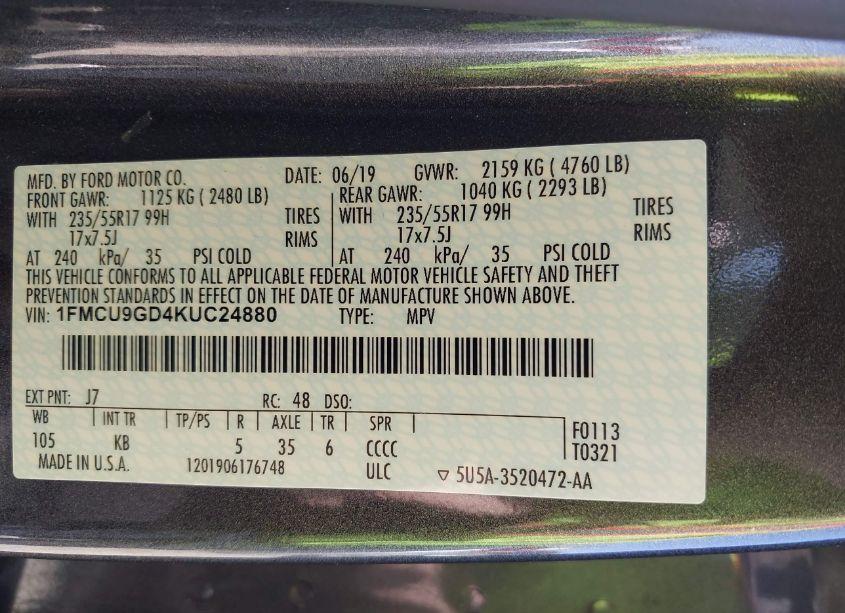 MFD. BY FORD MOTOR CO. DATE: 06/19 GVWR: 2159 KG ( 4760 LB)
FRONT GAWR: 1125 KG ( 2480 LB) REAR GAWR: 1040 KG ( 2293 LB)
WITH 235/55R17 99H TIRES WITH 235/55R17 99H TIRES
17x7.5J RIMS 17x7.5J RIMS
AT 240 kPa/ 35 PSI COLD AT 240 kPa/ 35 PSI COLD
THIS VEHICLE CONFORMS TO ALL APPLICABLE FEDERAL MOTOR VEHICLE SAFETY AND THEFT
PREVENTION STANDARDS IN EFFECT ON THE DATE OF MANUFACTURE SHOWN ABOVE.
VIN: 1FMCU9GD4KUC24880 TYPE: MPV
EXT PNT: J7 RC: 48 DSO:
WB INT TR TP/PS R AXLE TR SPR F0113
105 KB 5 35 6 CCCC T0321
MADE IN U.S.A. 1201906176748 ULC 5U5A-3520472-AA